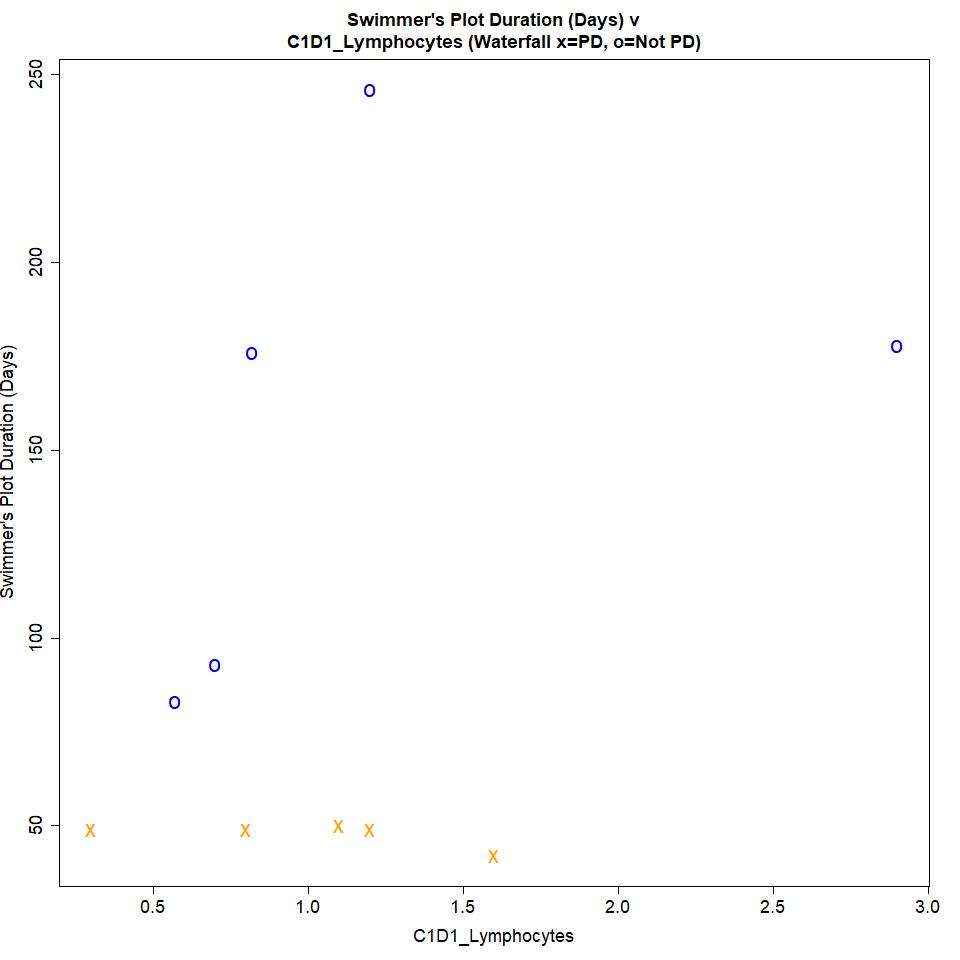 Swimmer's Plot Duration (Days) v
C1D1_Lymphocytes (Waterfall x=PD, o=Not PD)
Swimmer's Plot Duration (Days)
250
200
150
100
50
o
o
o
o
o
x
x
x
x
x
0.5
1.0
1.5
2.0
2.5
3.0
C1D1_Lymphocytes